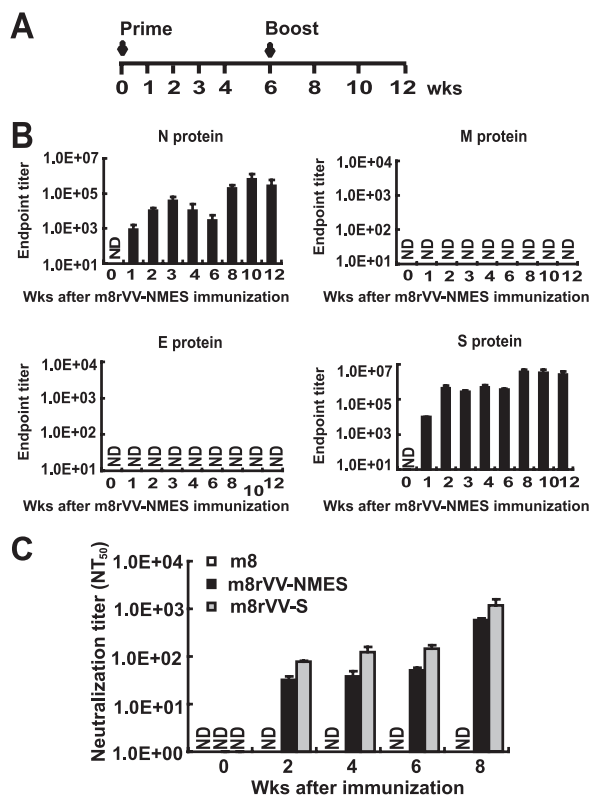 A
Prime Boost
0 1 2 3 4 6 8 10 12 wks
B
N protein
Endpoint titer
1.0E+07
1.0E+05
1.0E+03
1.0E+01
ND
0 1 2 3 4 6 8 10 12
Wks after m8rVV-NMES immunization
M protein
Endpoint titer
1.0E+04
1.0E+03
1.0E+02
1.0E+01
ND ND ND ND ND ND ND ND
0 1 2 3 4 6 8 10 12
Wks after m8rVV-NMES immunization
E protein
Endpoint titer
1.0E+04
1.0E+03
1.0E+02
1.0E+01
ND ND ND ND ND ND ND ND ND
0 1 2 3 4 6 8 10 12
Wks after m8rVV-NMES immunization
S protein
Endpoint titer
1.0E+07
1.0E+05
1.0E+03
1.0E+01
ND
0 1 2 3 4 6 8 10 12
Wks after m8rVV-NMES immunization
C
Neutralization titer (NT50)
1.0E+04
1.0E+03
1.0E+02
1.0E+01
1.0E+00
m8
m8rVV-NMES
m8rVV-S
ND ND ND ND ND ND ND
0 2 4 6 8
Wks after immunization